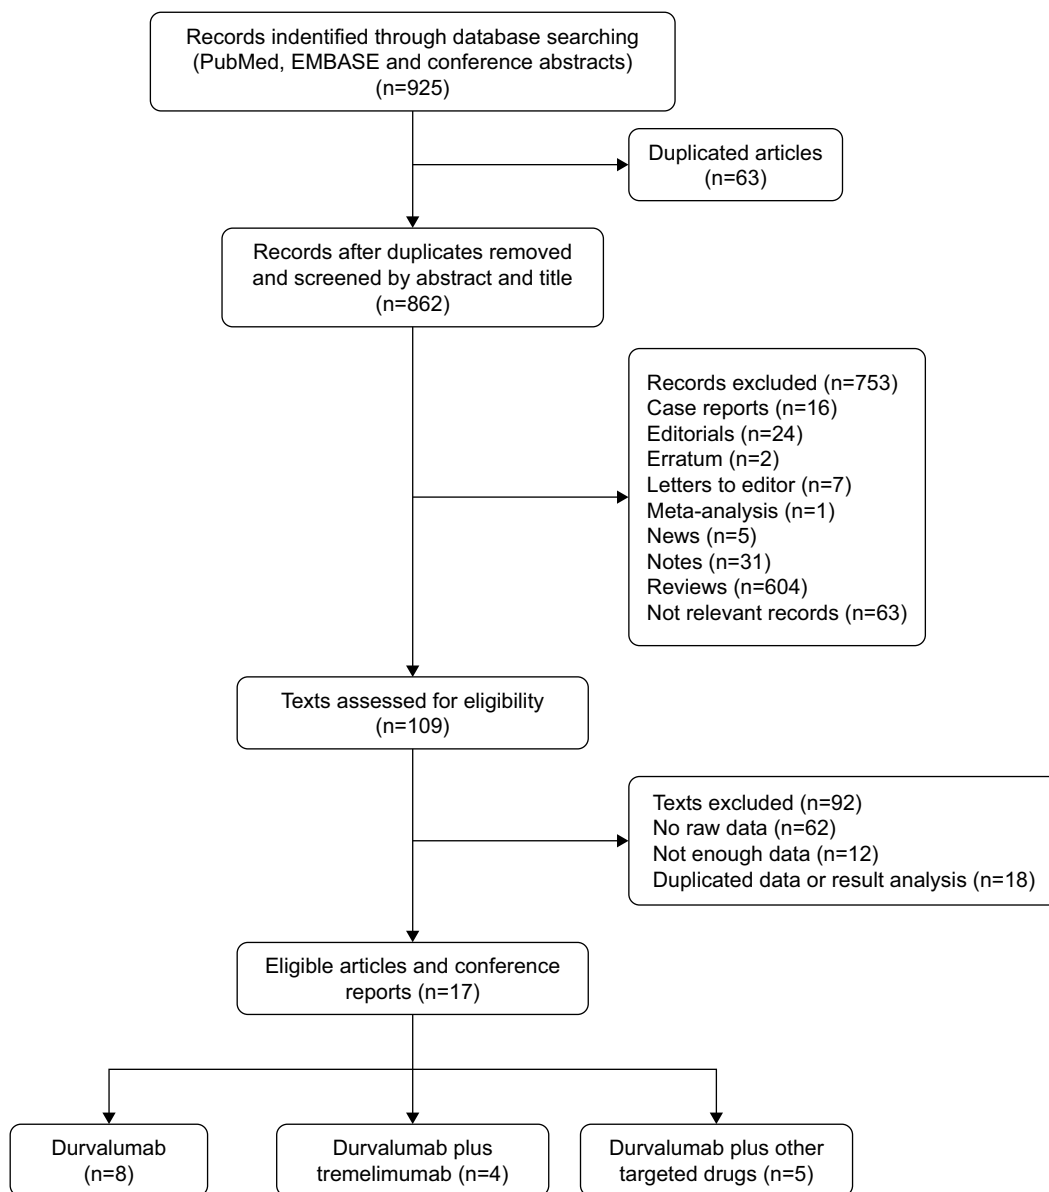 Records indentified through database searching
(PubMed, EMBASE and conference abstracts)
(n=925)
Duplicated articles
(n=63)
Records after duplicates removed
and screened by abstract and title
(n=862)
Records excluded (n=753)
Case reports (n=16)
Editorials (n=24)
Erratum (n=2)
Letters to editor (n=7)
Meta-analysis (n=1)
News (n=5)
Notes (n=31)
Reviews (n=604)
Not relevant records (n=63)
Texts assessed for eligibility
(n=109)
Texts excluded (n=92)
No raw data (n=62)
Not enough data (n=12)
Duplicated data or result analysis (n=18)
Eligible articles and conference
reports (n=17)
Durvalumab
(n=8)
Durvalumab plus
tremelimumab (n=4)
Durvalumab plus other
targeted drugs (n=5)